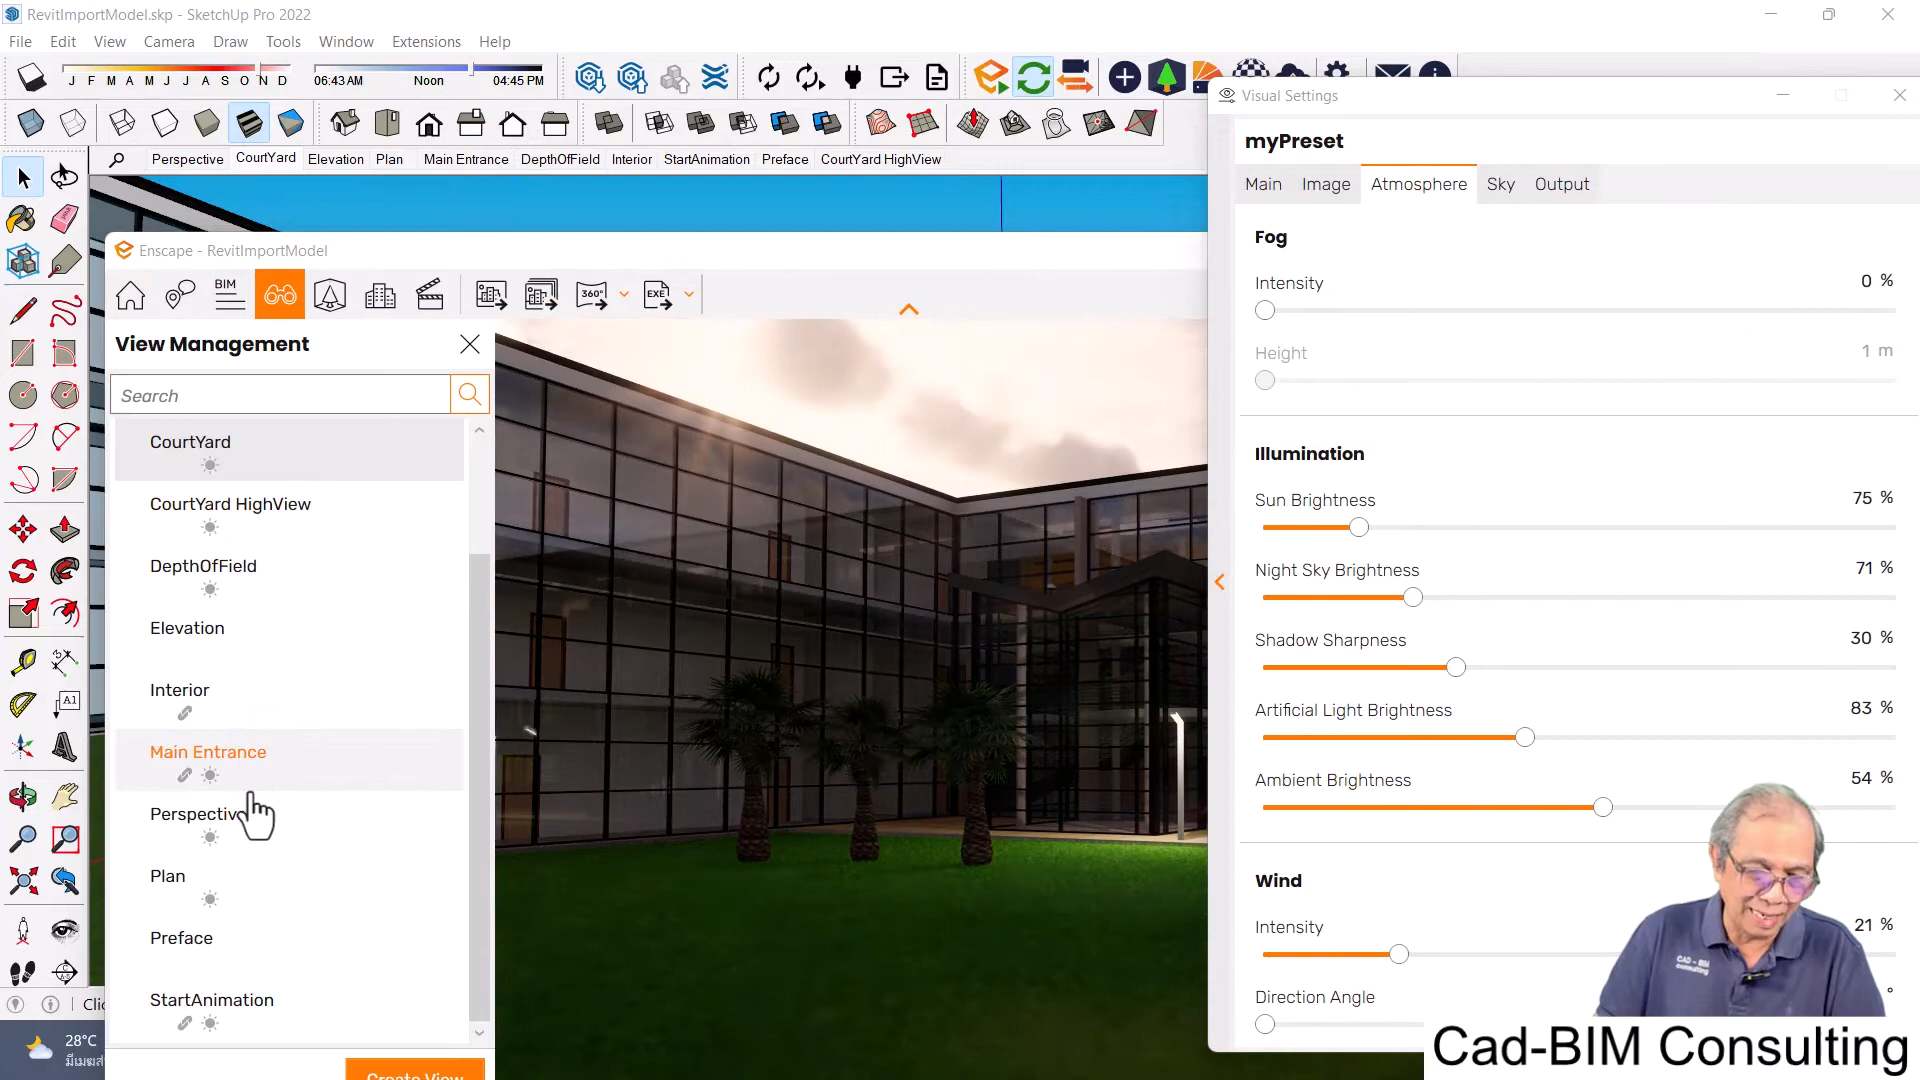 RevitImportModel.skp - SketchUp Pro 2022
File Edit View Camera Draw Tools Window Extensions Help
J F M A M J J A S O N D 06:43 AM Noon 04:45 PM
Visual Settings
myPreset
Perspective CourtYard Elevation Plan Main Entrance DepthOfField Interior StartAnimation Preface CourtYard HighView
Main Image Atmosphere Sky Output
Enscape - RevitImportModel
BIM
360°
EXE
View Management
Search
CourtYard
CourtYard HighView
DepthOfField
Elevation
Interior
Main Entrance
Plan
Preface
StartAnimation
Fog
Intensity 0 %
Height 1 m
Illumination
Sun Brightness 75 %
Night Sky Brightness 71 %
Shadow Sharpness 30 %
Artificial Light Brightness 83 %
Ambient Brightness 54 %
Wind
Intensity 21 %
Direction Angle °
A1
28°C
CAD - BIM
consulting
Cad-BIM Consulting